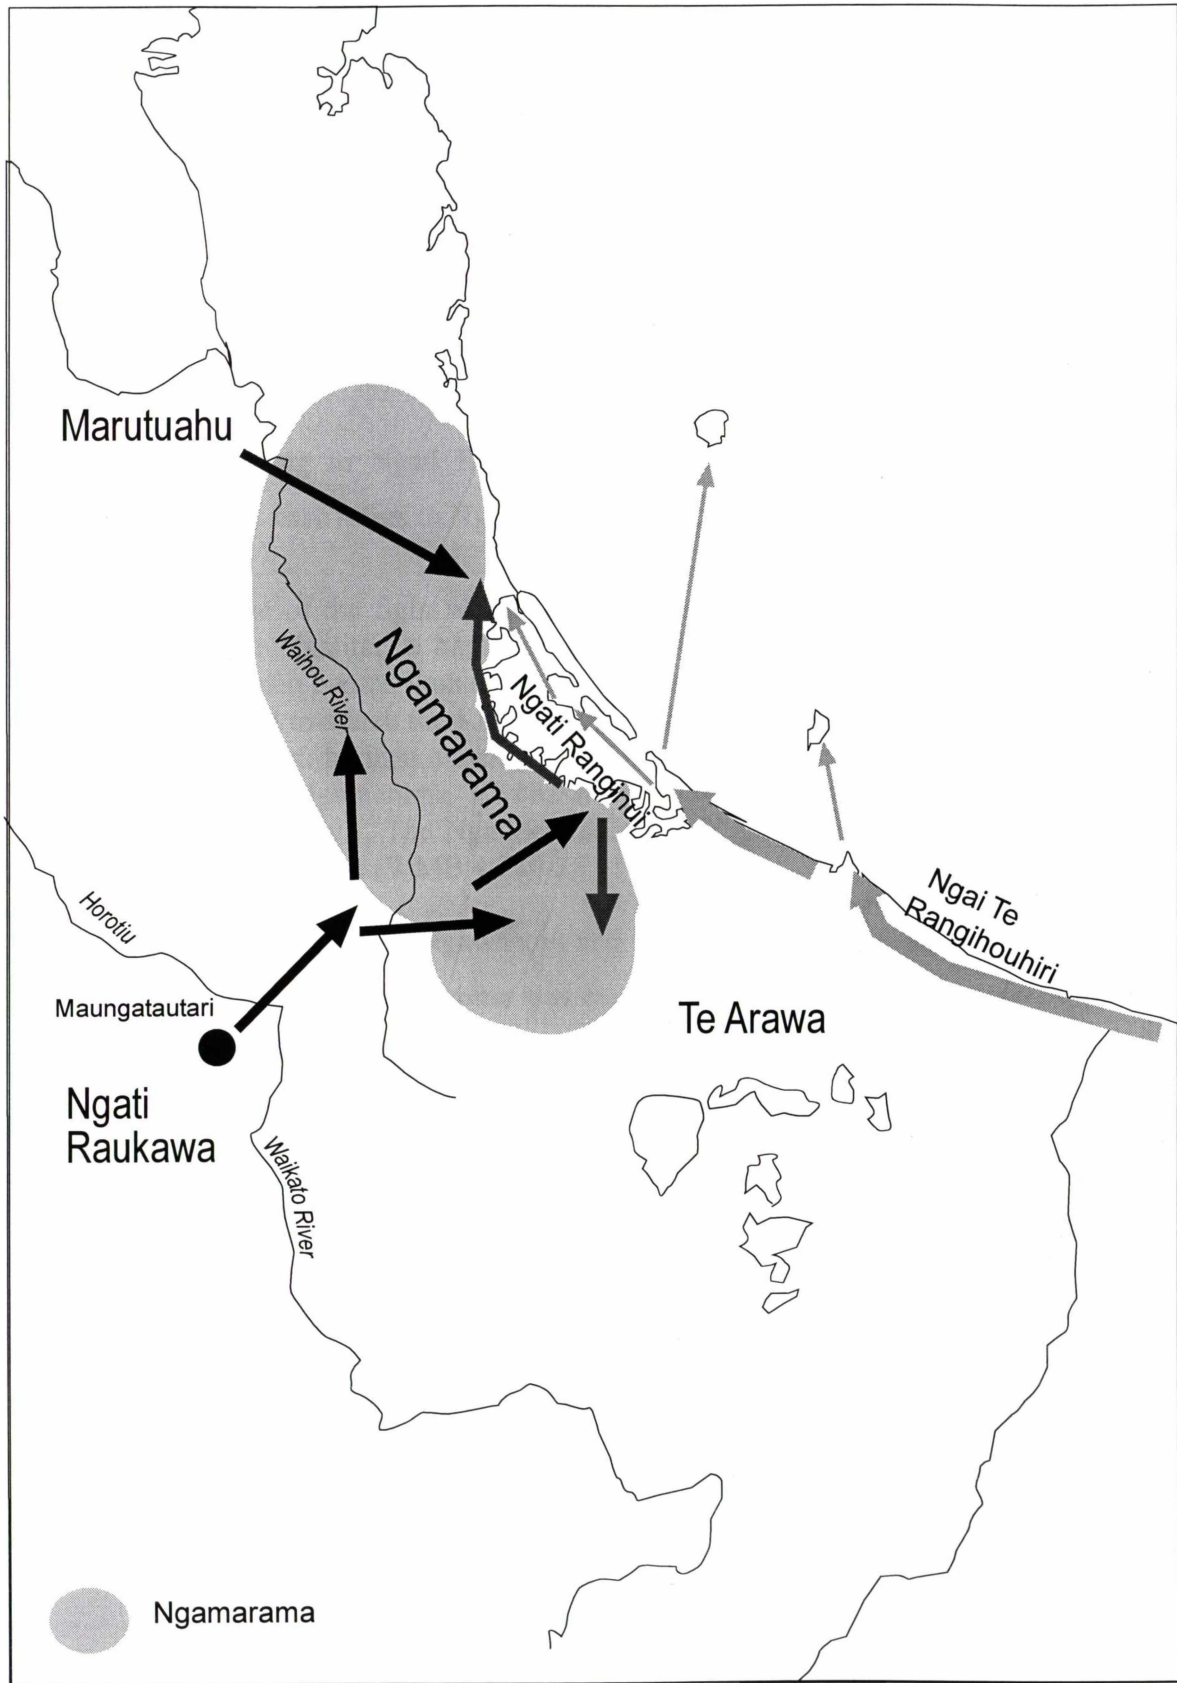 Marutuahu
Waihou River
Ngamarama
Ngati Ranginui
Ngai Te
Rangihouhiri
Horotiu
Maungatautari
Te Arawa
Ngati
Raukawa
Waikato River
Ngamarama